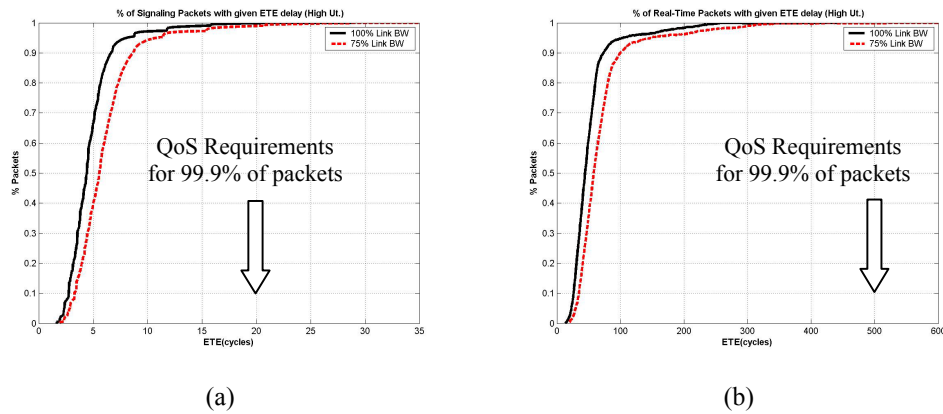 % of Signaling Packets with given ETE delay (High Ut.)
1
0.9
0.8
0.7
0.6
0.5
0.4
0.3
0.2
0.1
0
% Packets
100% Link BW
75% Link BW
QoS Requirements
for 99.9% of packets
0 5 10 15 20 25 30 35
ETE(cycles)
(a)
% of Real-Time Packets with given ETE delay (High Ut.)
1
0.9
0.8
0.7
0.6
0.5
0.4
0.3
0.2
0.1
0
% Packets
100% Link BW
75% Link BW
QoS Requirements
for 99.9% of packets
0 100 200 300 400 500 600
ETE(cycles)
(b)